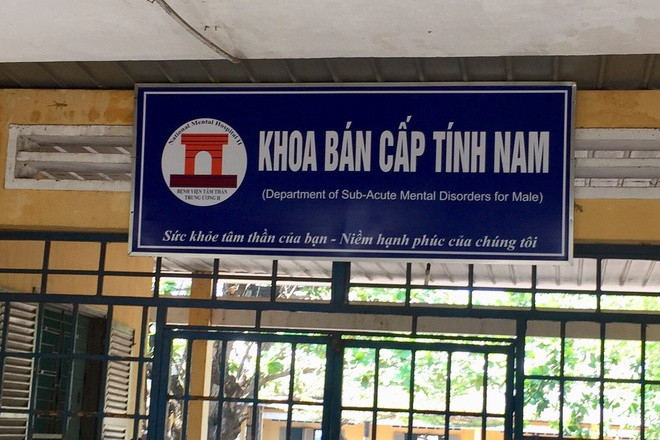 National Mental Hospital II
BỆNH VIỆN TÂM THẦN
TRUNG ƯƠNG II
KHOA BÁN CẤP TÍNH NAM
(Department of Sub-Acute Mental Disorders for Male)
Sức khỏe tâm thần của bạn - Niềm hạnh phúc của chúng tôi